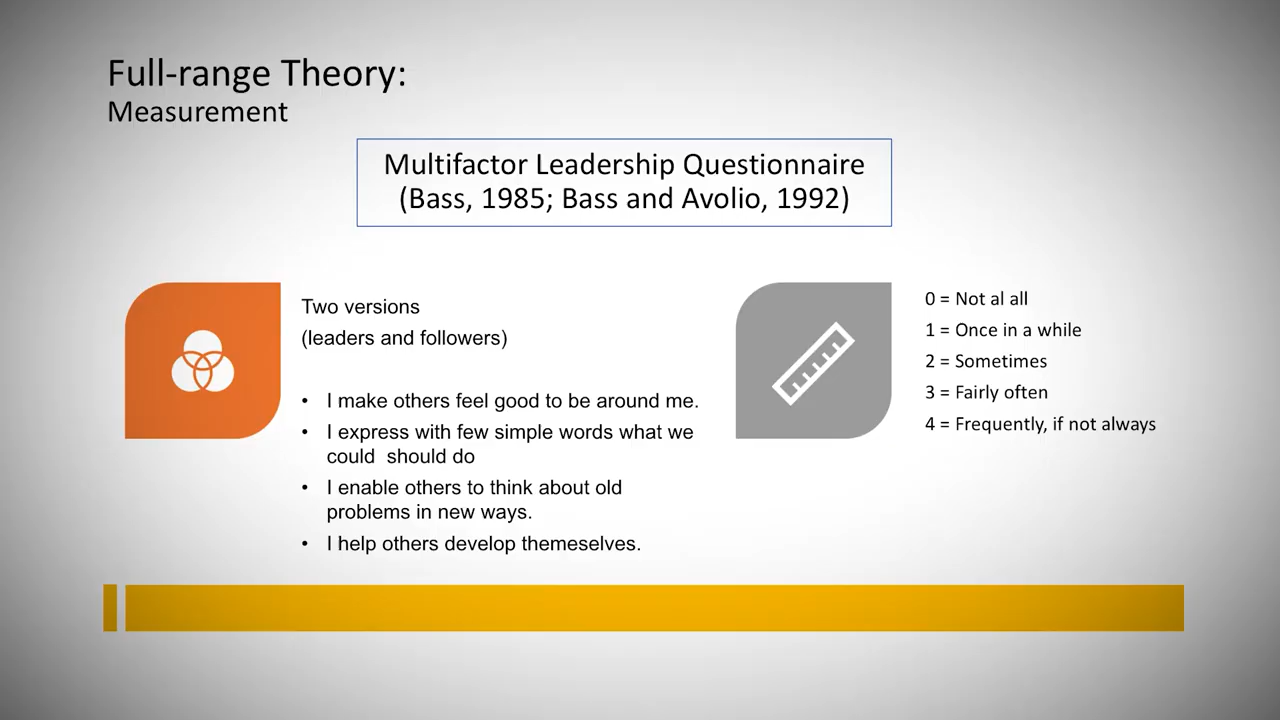 Full-range Theory:
Measurement
Multifactor Leadership Questionnaire
(Bass, 1985; Bass and Avolio, 1992)
Two versions
(leaders and followers)
• I make others feel good to be around me.
• I express with few simple words what we
could  should do
• I enable others to think about old
problems in new ways.
• I help others develop themeselves.
0 = Not al all
1 = Once in a while
2 = Sometimes
3 = Fairly often
4 = Frequently, if not always